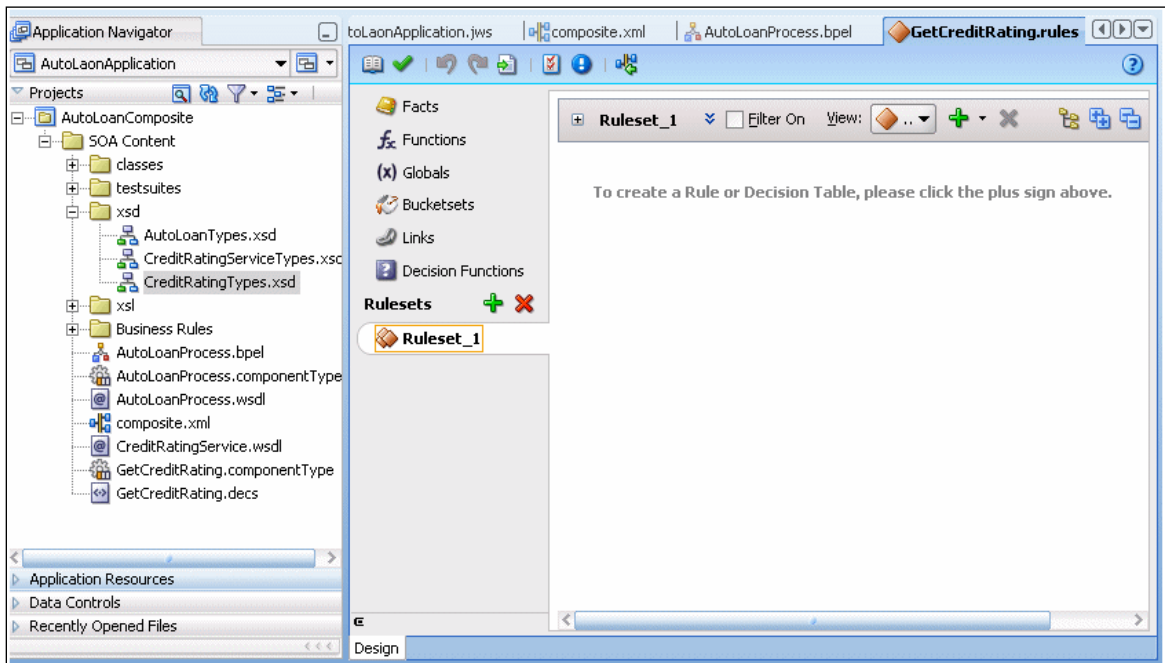 Application Navigator
toLaonApplication.jws
composite.xml
AutoLoanProcess.bpel
GetCreditRating.rules
AutoLaonApplication
Projects
AutoLoanComposite
SOA Content
classes
testsuites
xsd
AutoLoanTypes.xsd
CreditRatingServiceTypes.xsd
CreditRatingTypes.xsd
xsl
Business Rules
AutoLoanProcess.bpel
AutoLoanProcess.componentType
AutoLoanProcess.wsdl
composite.xml
CreditRatingService.wsdl
GetCreditRating.componentType
GetCreditRating.decs
Application Resources
Data Controls
Recently Opened Files
Facts
Functions
(x) Globals
Bucketsets
Links
Decision Functions
Rulesets
Ruleset_1
Ruleset_1
Filter On
View:
..
To create a Rule or Decision Table, please click the plus sign above.
Design